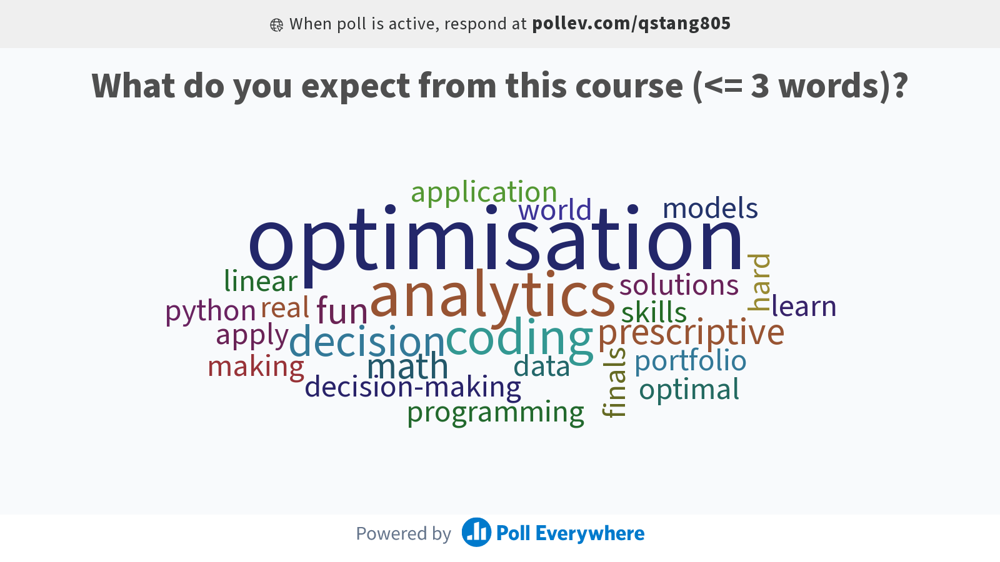 When poll is active, respond at pollev.com/qstang805
What do you expect from this course (<= 3 words)?
application
world
models
optimisation
hard
linear
analytics
solutions
python
real
fun
skills
learn
apply
decision
coding
prescriptive
making
math
data
finals
portfolio
decision-making
optimal
programming
Powered by Poll Everywhere